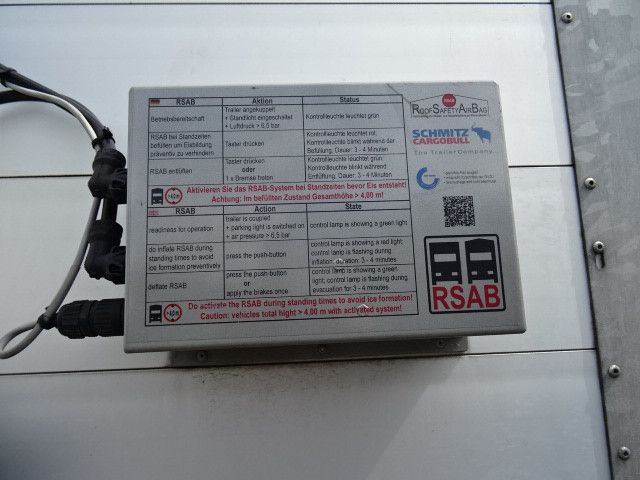 RSAB Aktion Status
Betriebsbereitschaft
Trailer angekuppelt
+ Standlicht eingeschaltet
+ Luftdruck > 6,5 bar
Kontrollleuchte leuchtet grün
RSAB bei Standzeiten
befüllen um Eisbildung
präventiv zu verhindern
Taster drücken
Kontrollleuchte leuchtet rot,
Kontrollleuchte blinkt während der
Befüllung, Dauer: 3 - 4 Minuten
RSAB entlüften
Taster drücken
oder
1 x Bremse treten
Kontrollleuchte leuchtet grün;
Kontrollleuchte blinkt während
Entlüftung, Dauer: 3 - 4 Minuten
Aktivieren Sie das RSAB-System bei Standzeiten bevor Eis entsteht!
Achtung: Im befüllten Zustand Gesamthöhe > 4,00 m!
RSAB Action State
readiness for operation
trailer is coupled
+ parking light is switched on
+ air pressure > 6,5 bar
control lamp is showing a green light
do inflate RSAB during
standing times to avoid
ice formation preventively
press the push-button
control lamp is showing a red light;
control lamp is flashing during
inflation, duration: 3 - 4 minutes
deflate RSAB
press the push-button
or
apply the brakes once
control lamp is showing a green
light; control lamp is flashing during
evacuation for 3 - 4 minutes
Do activate the RSAB during standing times to avoid ice formation!
Caution: vehicles total hight > 4.00 m with activated system!
ROOFSAFETYAIRBAG
SCHMITZ
CARGOBULL
The Trailer Company.
RSAB